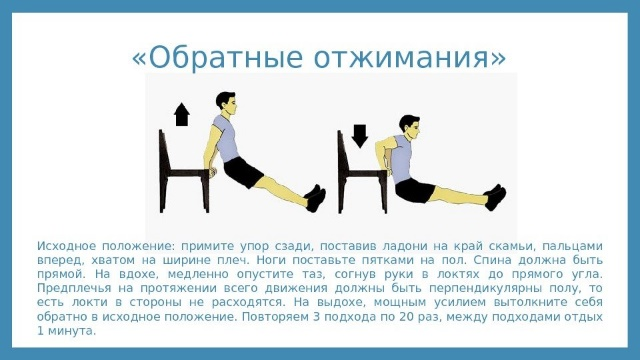 «Обратные отжимания»
Исходное положение: примите упор сзади, поставив ладони на край скамьи, пальцами
вперед, хватом на ширине плеч. Ноги поставьте пятками на пол. Спина должна быть
прямой. На вдохе, медленно опустите таз, согнув руки в локтях до прямого угла.
Предплечья на протяжении всего движения должны быть перпендикулярны полу, то
есть локти в стороны не расходятся. На выдохе, мощным усилием вытолкните себя
обратно в исходное положение. Повторяем 3 подхода по 20 раз, между подходами отдых
1 минута.